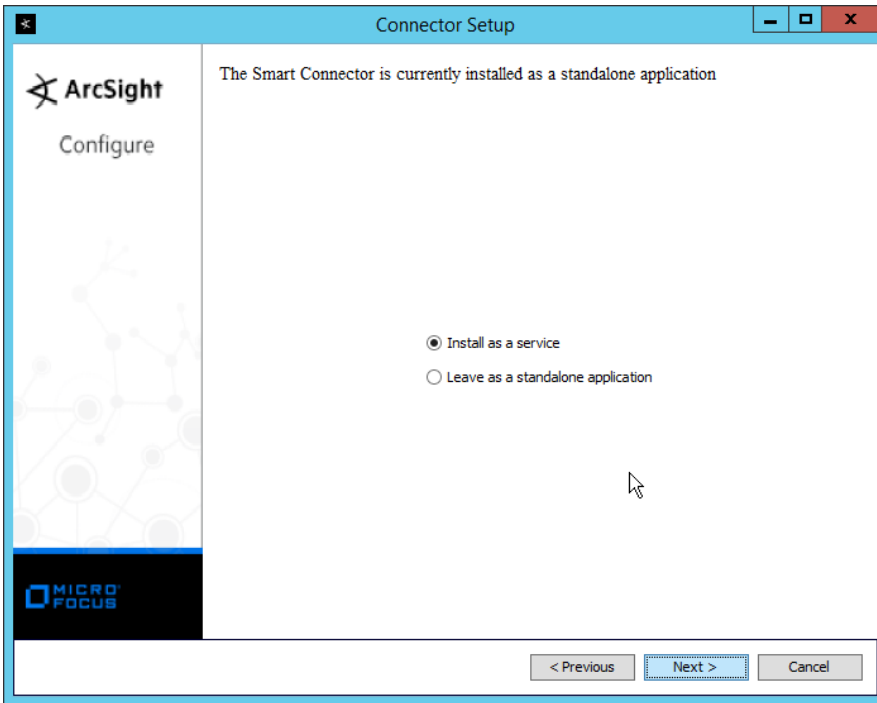 Connector Setup
ArcSight
Configure
The Smart Connector is currently installed as a standalone application
Install as a service
Leave as a standalone application
MICRO
FOCUS
< Previous
Next >
Cancel